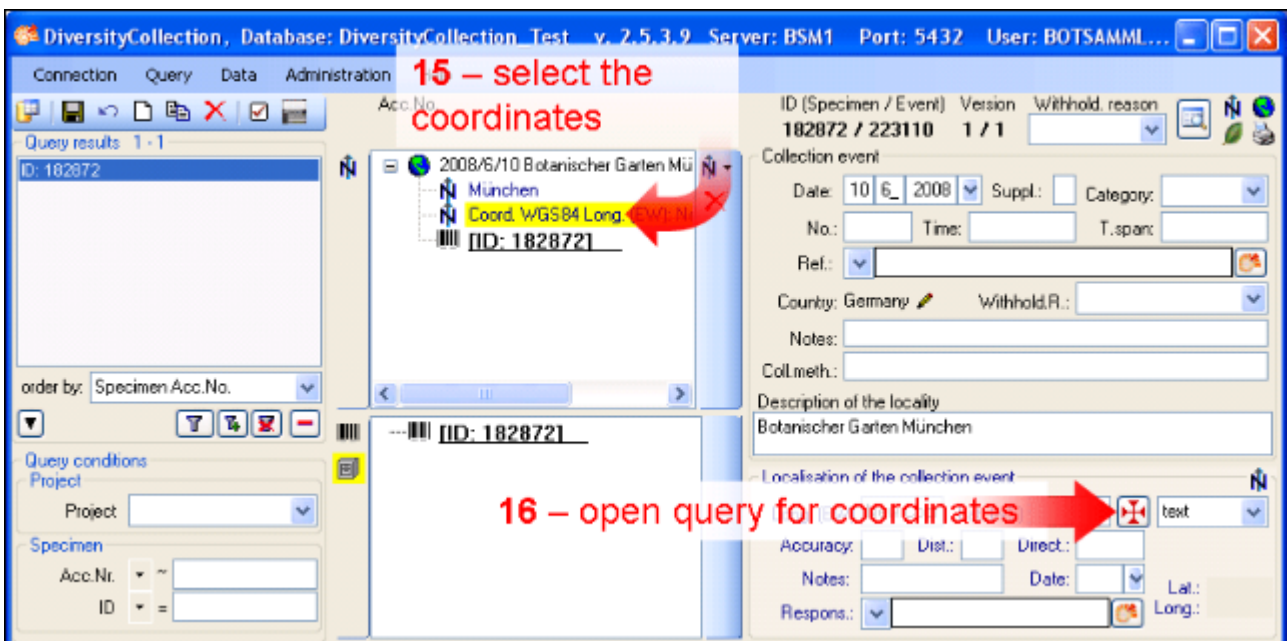 DiversityCollection, Database: DiversityCollection_Test v. 2.5.3.9 Server: BSM1 Port: 5432 User: BOTSAMML...
Connection Query Data Administration
15 – select the
coordinates
Acc.No.
ID (Specimen / Event) Version Withhold. reason
182872 / 223110 1 / 1
Query results 1 - 1
ID: 182872
2008/6/10 Botanischer Garten Mü
München
Coord. WGS84 Long. (EW): N
[ID: 182872]
Collection event
Date: 10 6_ 2008 Suppl.: Category:
No.: Time: T.span:
Ref.:
Country: Germany Withhold.R.:
Notes:
Coll.meth.:
order by: Specimen Acc.No.
Description of the locality
Botanischer Garten München
[ID: 182872]
Query conditions
Project
Project
Localisation of the collection event
16 – open query for coordinates
text
Specimen
Acc.Nr. ~
ID =
Accuracy: Dist.: Direct.:
Notes: Date: Lat.:
Respons.: Long.: